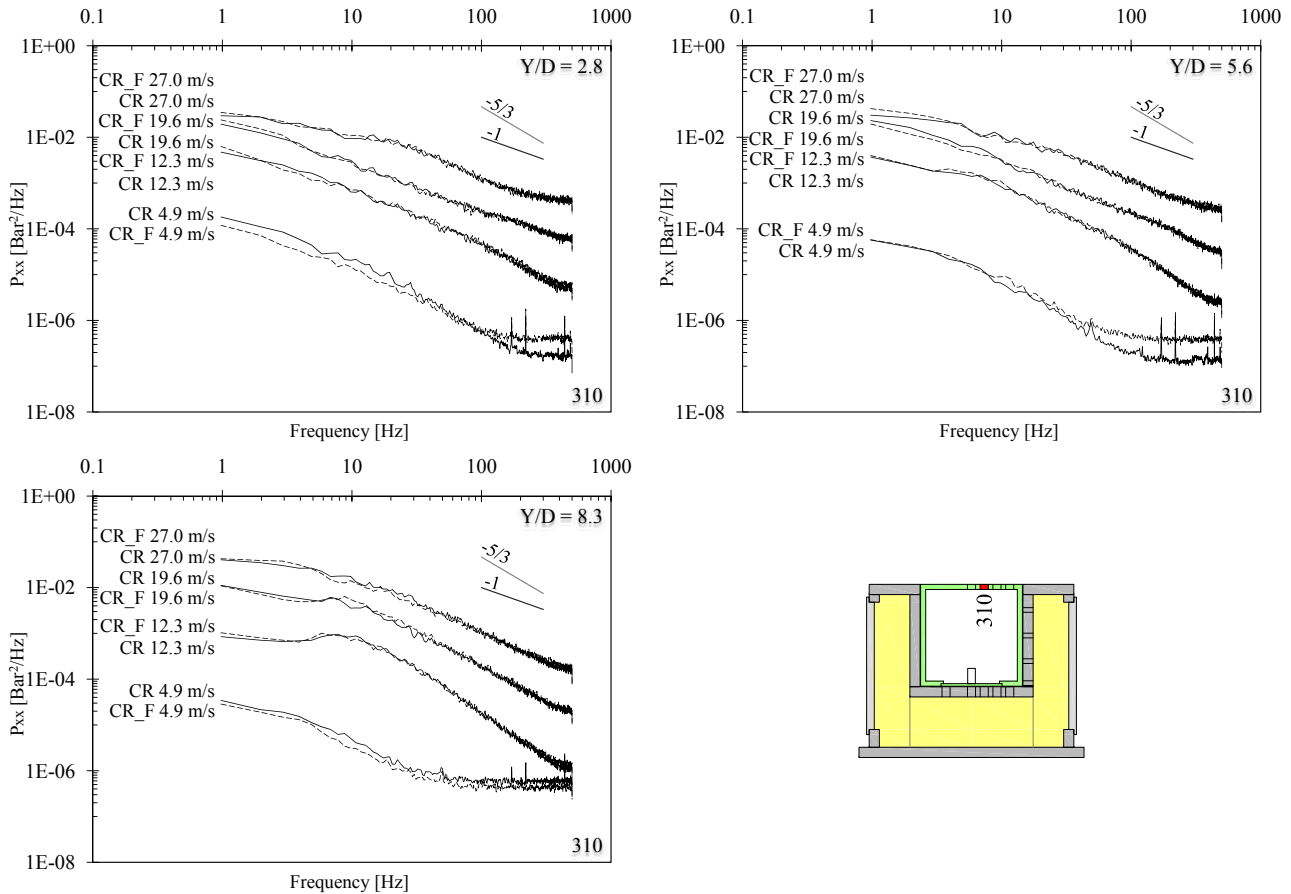 0.1 1 10 100 1000
1E+00
1E-02
1E-04
1E-06
1E-08
Pxx [Bar²/Hz]
Y/D = 2.8
CR_F 27.0 m/s
CR 27.0 m/s
CR_F 19.6 m/s
CR 19.6 m/s
CR_F 12.3 m/s
CR 12.3 m/s
CR 4.9 m/s
CR_F 4.9 m/s
-5/3
-1
310
Frequency [Hz]
0.1 1 10 100 1000
1E+00
1E-02
1E-04
1E-06
1E-08
Pxx [Bar²/Hz]
Y/D = 5.6
CR_F 27.0 m/s
CR 27.0 m/s
CR 19.6 m/s
CR_F 19.6 m/s
CR_F 12.3 m/s
CR 12.3 m/s
CR_F 4.9 m/s
CR 4.9 m/s
-5/3
-1
310
Frequency [Hz]
0.1 1 10 100 1000
1E+00
1E-02
1E-04
1E-06
1E-08
Pxx [Bar²/Hz]
Y/D = 8.3
CR_F 27.0 m/s
CR 27.0 m/s
CR 19.6 m/s
CR_F 19.6 m/s
CR_F 12.3 m/s
CR 12.3 m/s
CR 4.9 m/s
CR_F 4.9 m/s
-5/3
-1
310
Frequency [Hz]
310